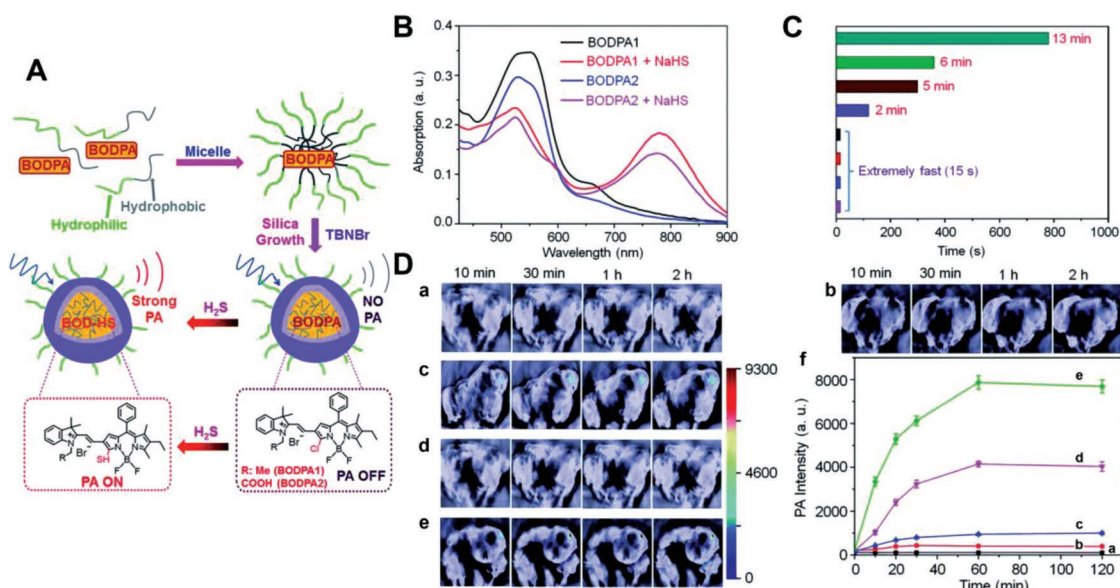 A
BODPA
BODPA
Hydrophobic
Hydrophilic
Micelle
BODPA
Silica
Growth
TBNBr
Strong
PA
BOD-HS
H₂S
NO
PA
BODPA
N⁺
Br⁻
R
SH
N
N
B
F
F
PA ON
H₂S
N⁺
Br⁻
R
Cl
N
N
B
F
F
R: Me (BODPA1)
COOH (BODPA2)
PA OFF
B
Absorption (a. u.)
0.4
0.3
0.2
0.1
0.0
BODPA1
BODPA1 + NaHS
BODPA2
BODPA2 + NaHS
500
600
700
800
900
Wavelength (nm)
C
13 min
6 min
5 min
2 min
Extremely fast (15 s)
0
200
400
600
800
1000
Time (s)
D
10 min
30 min
1 h
2 h
a
c
d
e
9300
4600
0
b
10 min
30 min
1 h
2 h
f
PA Intensity (a. u.)
8000
6000
4000
2000
0
e
d
c
b
a
0
20
40
60
80
100
120
Time (min)